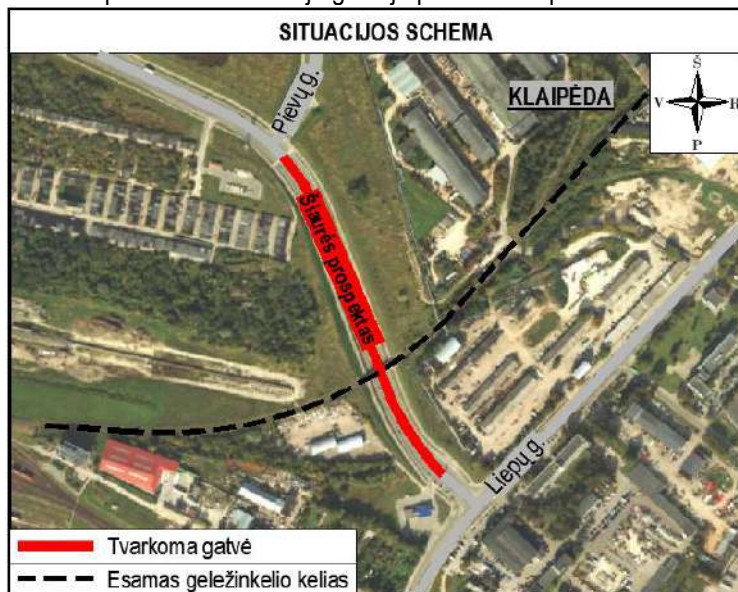 SITUACIJOS SCHEMA
Pievų g.
KLAIPĖDA
Š
V
R
P
Šiaurės prospektas
Liepų g.
Tvarkoma gatvė
Esamas geležinkelio kelias